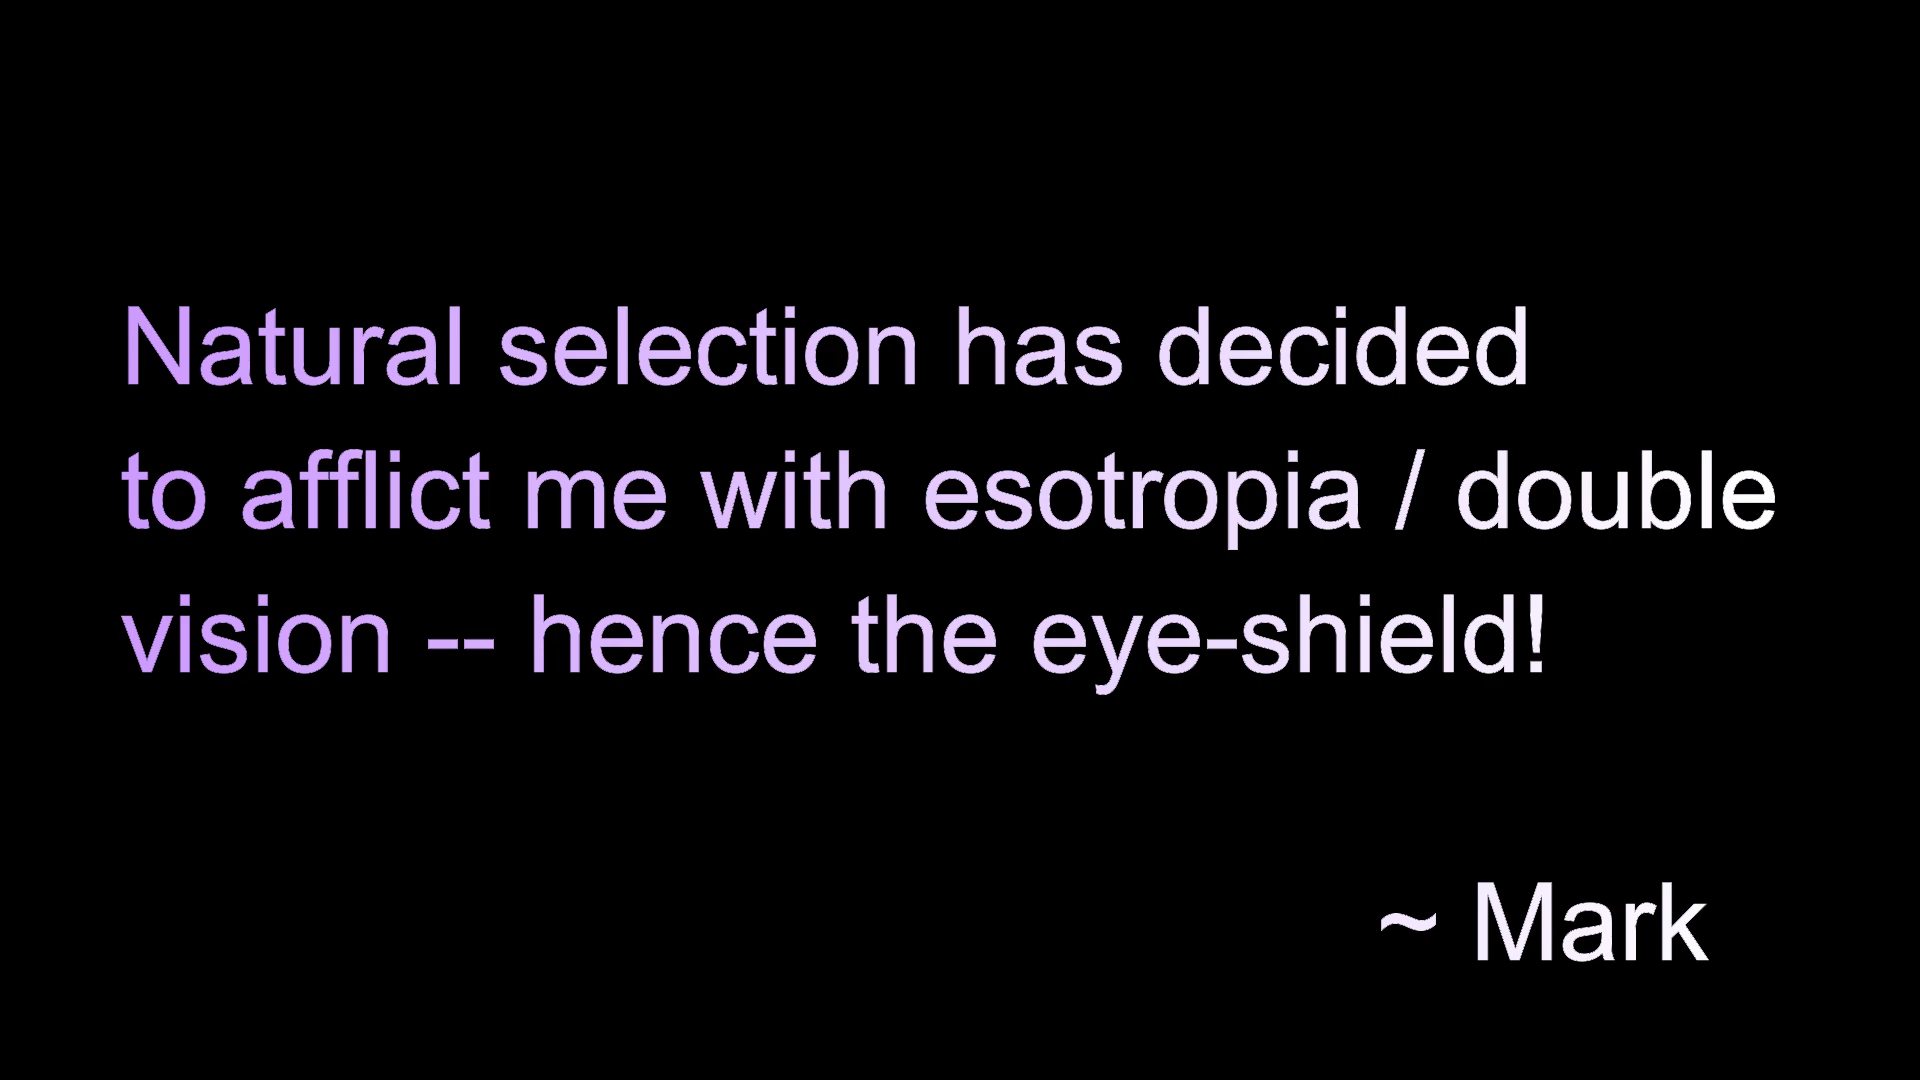 Natural selection has decided
to afflict me with esotropia / double
vision -- hence the eye-shield!
~ Mark